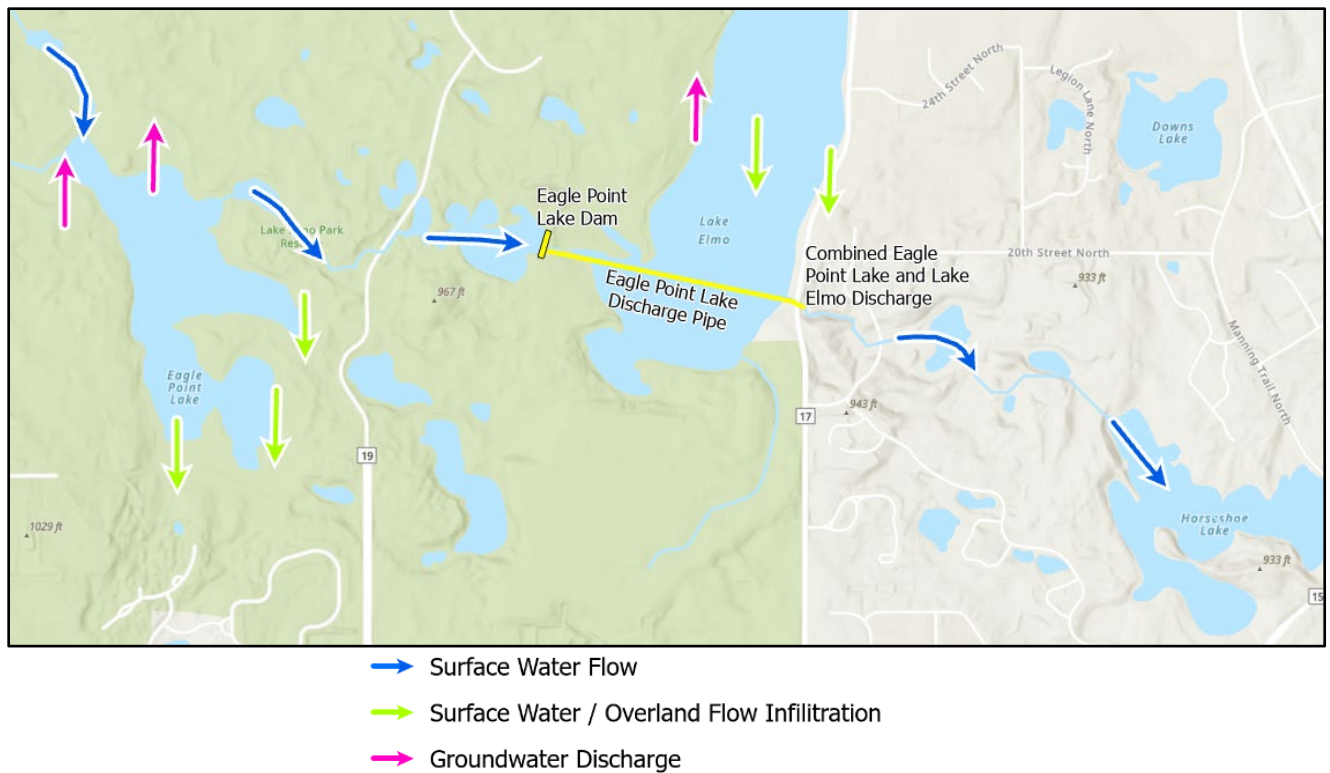 24th Street North
Legion Lane North
Downs
Lake
Eagle Point
Lake Dam
Lake Elmo Park
Res
Lake
Elmo
Combined Eagle
Point Lake and Lake
Elmo Discharge
20th Street North
933 ft
967 ft
Eagle Point Lake
Discharge Pipe
Manning Trail North
Eagle
Point
Lake
943 ft
17
19
1029 ft
Horseshoe
Lake
933 ft
15
Surface Water Flow
Surface Water / Overland Flow Infilitration
Groundwater Discharge